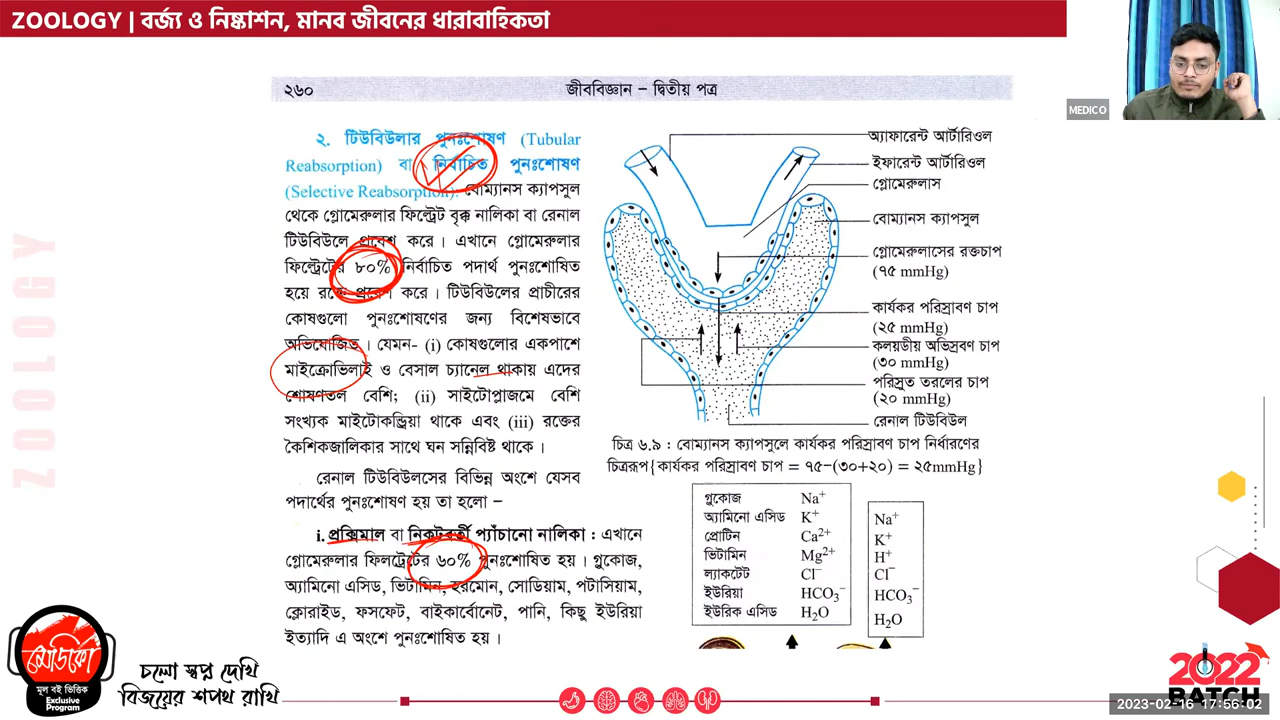 ZOOLOGY | বর্জ্য ও নিষ্কাশন, মানব জীবনের ধারাবাহিকতা
MEDICO
২৬০
জীববিজ্ঞান – দ্বিতীয় পত্র
২. টিউবিউলার পুনঃশোষণ (Tubular
Reabsorption) বা নির্বাচিত পুনঃশোষণ
(Selective Reabsorption): বোম্যানস ক্যাপসুল
থেকে গ্লোমেরুলার ফিল্ট্রেট বৃক্ক নালিকা বা রেনাল
টিউবিউলে প্রবেশ করে। এখানে গ্লোমেরুলার
ফিল্ট্রেটের ৮০% নির্বাচিত পদার্থ পুনঃশোষিত
হয়ে রক্তে প্রবেশ করে। টিউবিউলের প্রাচীরের
কোষগুলো পুনঃশোষণের জন্য বিশেষভাবে
অভিযোজিত। যেমন- (i) কোষগুলোর একপাশে
মাইক্রোভিলাই ও বেসাল চ্যানেল থাকায় এদের
শোষণতল বেশি; (ii) সাইটোপ্লাজমে বেশি
সংখ্যক মাইটোকন্ড্রিয়া থাকে এবং (iii) রক্তের
কৈশিকজালিকার সাথে ঘন সন্নিবিষ্ট থাকে।
রেনাল টিউবিউলসের বিভিন্ন অংশে যেসব
পদার্থের পুনঃশোষণ হয় তা হলো –
i. প্রক্সিমাল বা নিকটবর্তী প্যাঁচানো নালিকা : এখানে
গ্লোমেরুলার ফিলট্রেটের ৬০% পুনঃশোষিত হয়। গ্লুকোজ,
অ্যামিনো এসিড, ভিটামিন, হরমোন, সোডিয়াম, পটাসিয়াম,
ক্লোরাইড, ফসফেট, বাইকার্বোনেট, পানি, কিছু ইউরিয়া
ইত্যাদি এ অংশে পুনঃশোষিত হয়।
অ্যাফারেন্ট আর্টারিওল
ইফারেন্ট আর্টারিওল
গ্লোমেরুলাস
বোম্যানস ক্যাপসুল
গ্লোমেরুলাসের রক্তচাপ
(৭৫ mmHg)
কার্যকর পরিস্রাবণ চাপ
(২৫ mmHg)
কলয়ডীয় অভিস্রবণ চাপ
(৩০ mmHg)
পরিস্রুত তরলের চাপ
(২০ mmHg)
রেনাল টিউবিউল
চিত্র ৬.৯ : বোম্যানস ক্যাপসুলে কার্যকর পরিস্রাবণ চাপ নির্ধারণের
চিত্ররূপ{কার্যকর পরিস্রাবণ চাপ = ৭৫–(৩০+২০) = ২৫mmHg}
গ্লুকোজ Na⁺
অ্যামিনো এসিড K⁺
প্রোটিন Ca²⁺
ভিটামিন Mg²⁺
ল্যাকটেট Cl⁻
ইউরিয়া HCO₃⁻
ইউরিক এসিড H₂O
Na⁺
K⁺
H⁺
Cl⁻
HCO₃⁻
H₂O
ZOOLOGY
মেডিকো
মূল বই ভিত্তিক
Exclusive
Program
চলো স্বপ্ন দেখি
বিজয়ের শপথ রাখি
2022
BATCH
2023-02-16 17:56:02